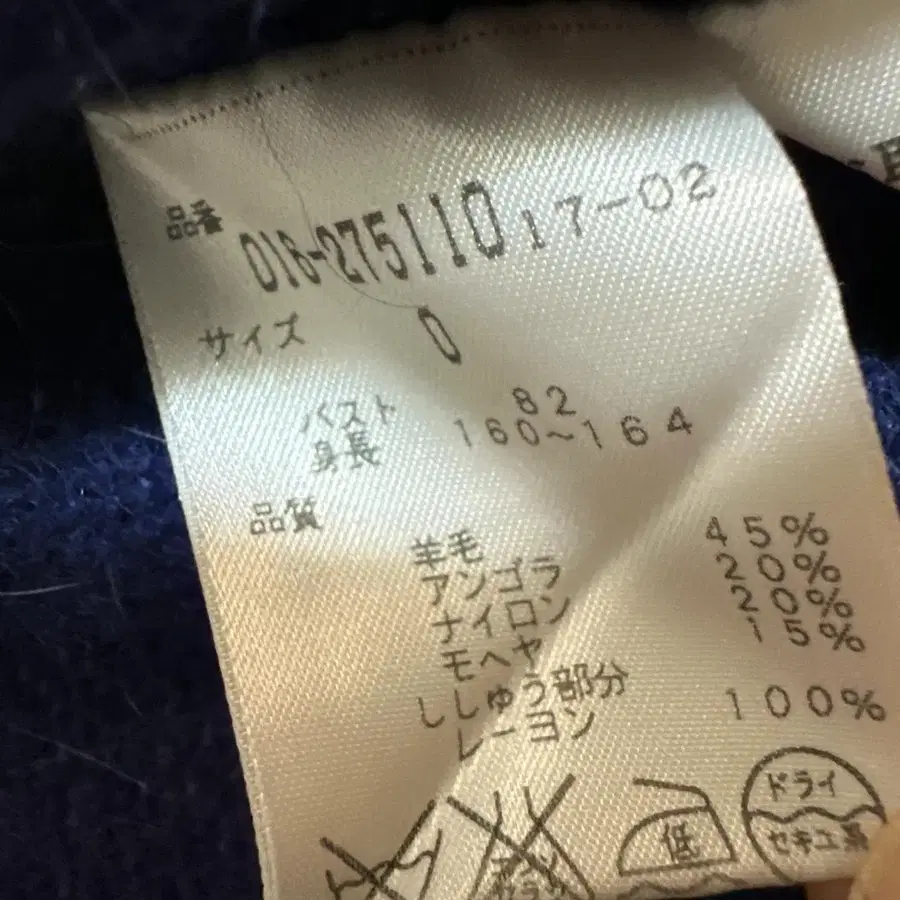 品番 016-275110 17-02
サイズ 0
バスト 82
身長 160~164
品質
羊毛 45%
アンゴラ 20%
ナイロン 20%
モヘヤ 15%
ししゅう部分
レーヨン 100%
低
ドライ
セキユ系